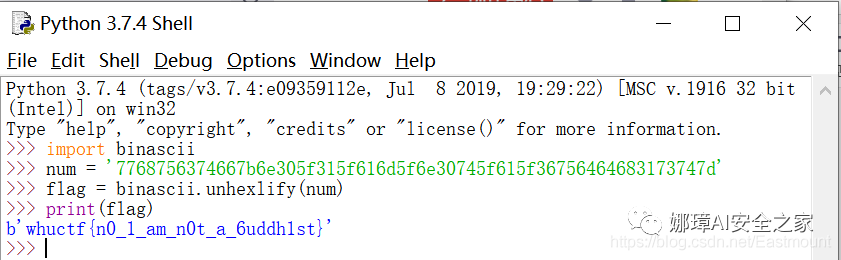 Python 3.7.4 Shell
File Edit Shell Debug Options Window Help
Python 3.7.4 (tags/v3.7.4:e09359112e, Jul  8 2019, 19:29:22) [MSC v.1916 32 bit
(Intel)] on win32
Type "help", "copyright", "credits" or "license()" for more information.
>>> import binascii
>>> num = '7768756374667b6e305f315f616d5f6e30745f615f36756464683173747d'
>>> flag = binascii.unhexlify(num)
>>> print(flag)
b'whuctf{n0_1_am_n0t_a_6uddh1st}'
>>>
娜璋AI安全之家
https://blog.csdn.net/Eastmount